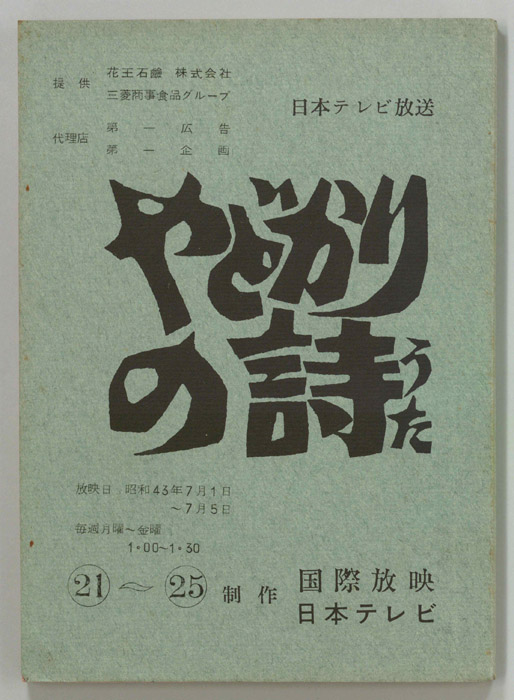 提供 花王石鹼 株式会社
三菱商事食品グループ
代理店 第一広告
第一企画
日本テレビ放送
やどかり
の詩
うた
放映日 昭和43年7月1日
～7月5日
毎週月曜～金曜
1・00～1・30
21～25 制作 国際放映
日本テレビ